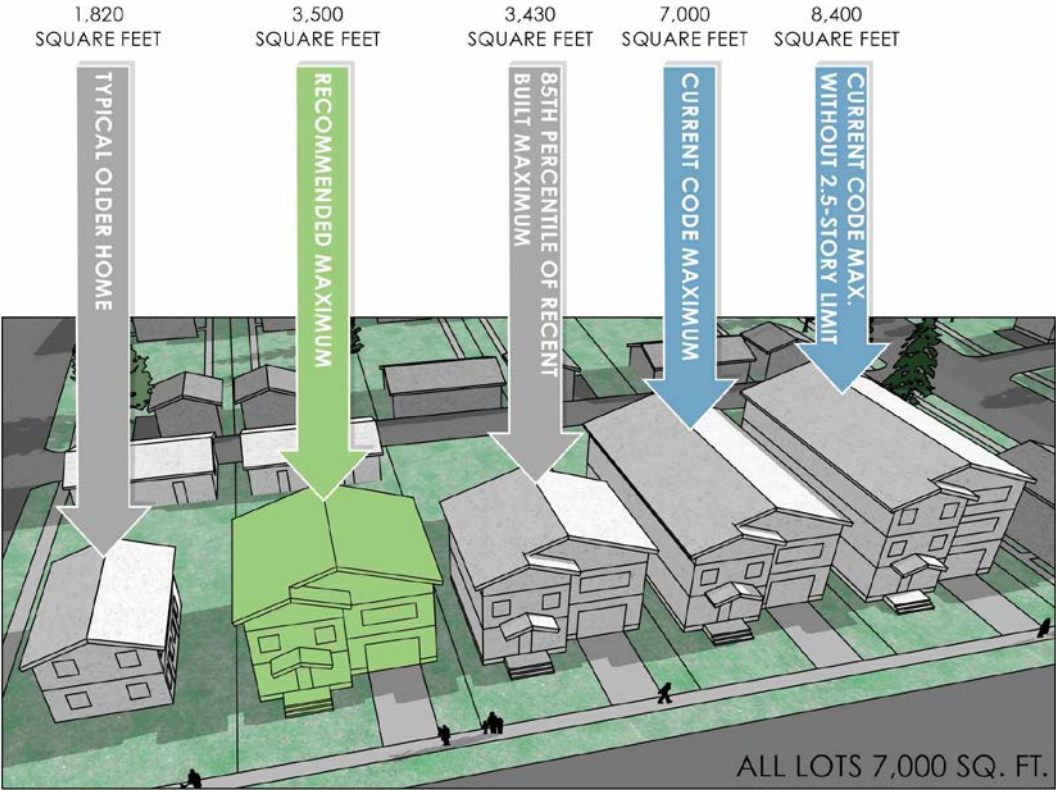 1,820
SQUARE FEET
TYPICAL OLDER HOME
3,500
SQUARE FEET
RECOMMENDED MAXIMUM
3,430
SQUARE FEET
85TH PERCENTILE OF RECENT
BUILT MAXIMUM
7,000
SQUARE FEET
CURRENT CODE MAXIMUM
8,400
SQUARE FEET
CURRENT CODE MAX.
WITHOUT 2.5-STORY LIMIT
ALL LOTS 7,000 SQ. FT.